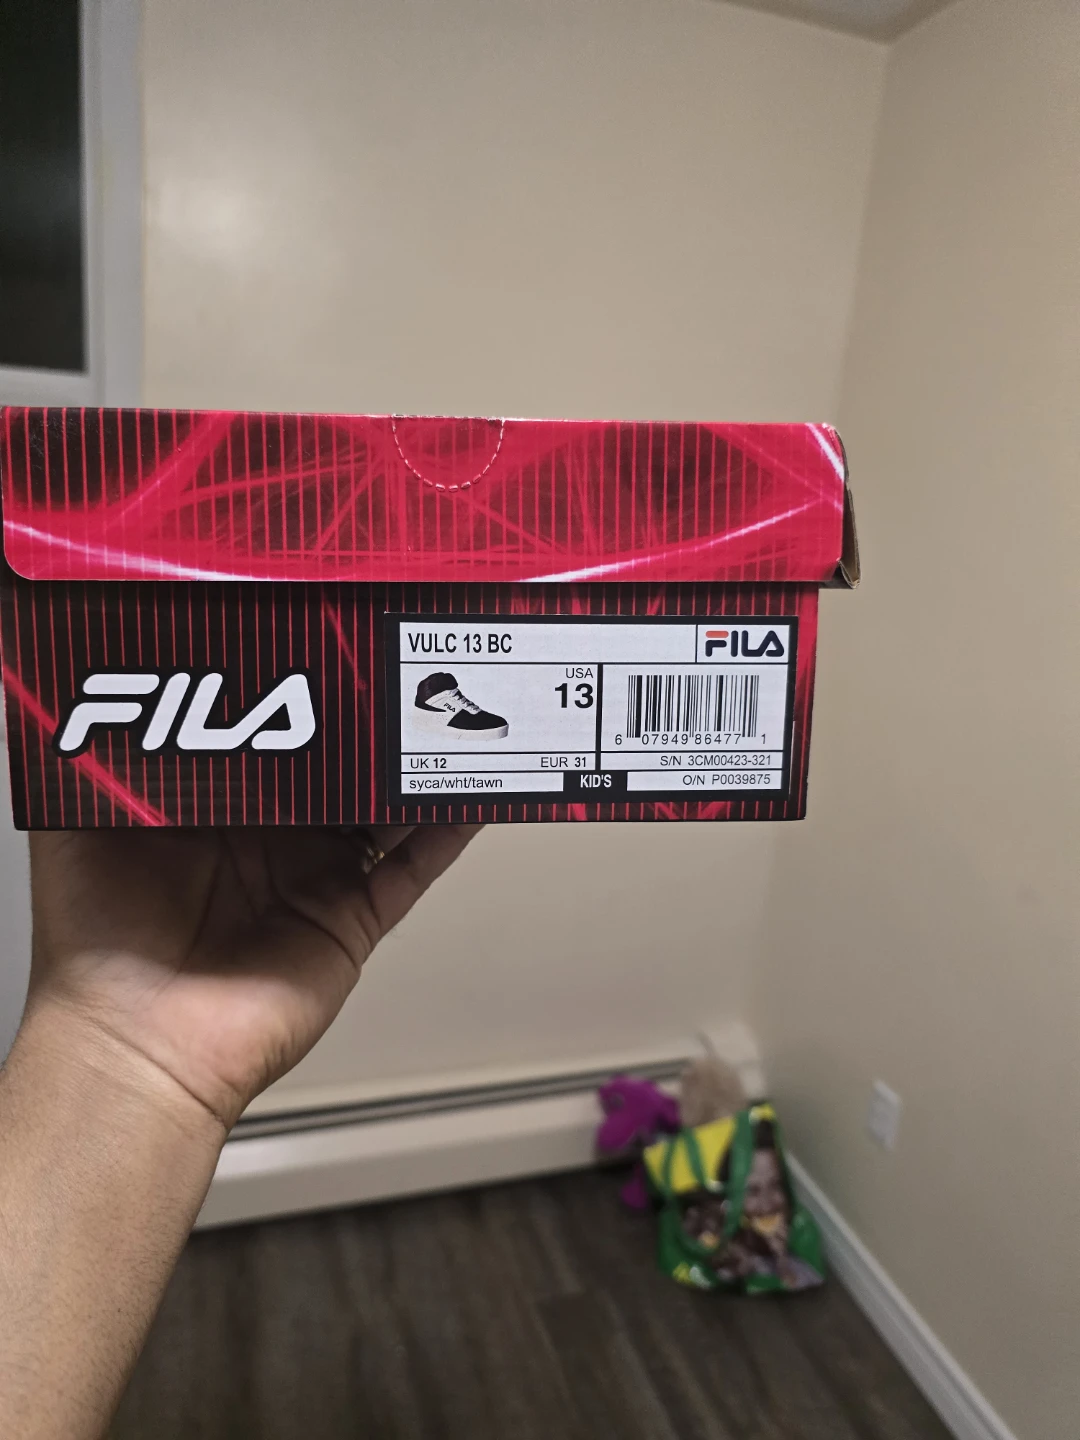 FILA
VULC 13 BC
FILA
FILA
USA
13
6 07949 86477 1
UK 12 EUR 31
S/N 3CM00423-321
syca/wht/tawn
KID'S
O/N P0039875